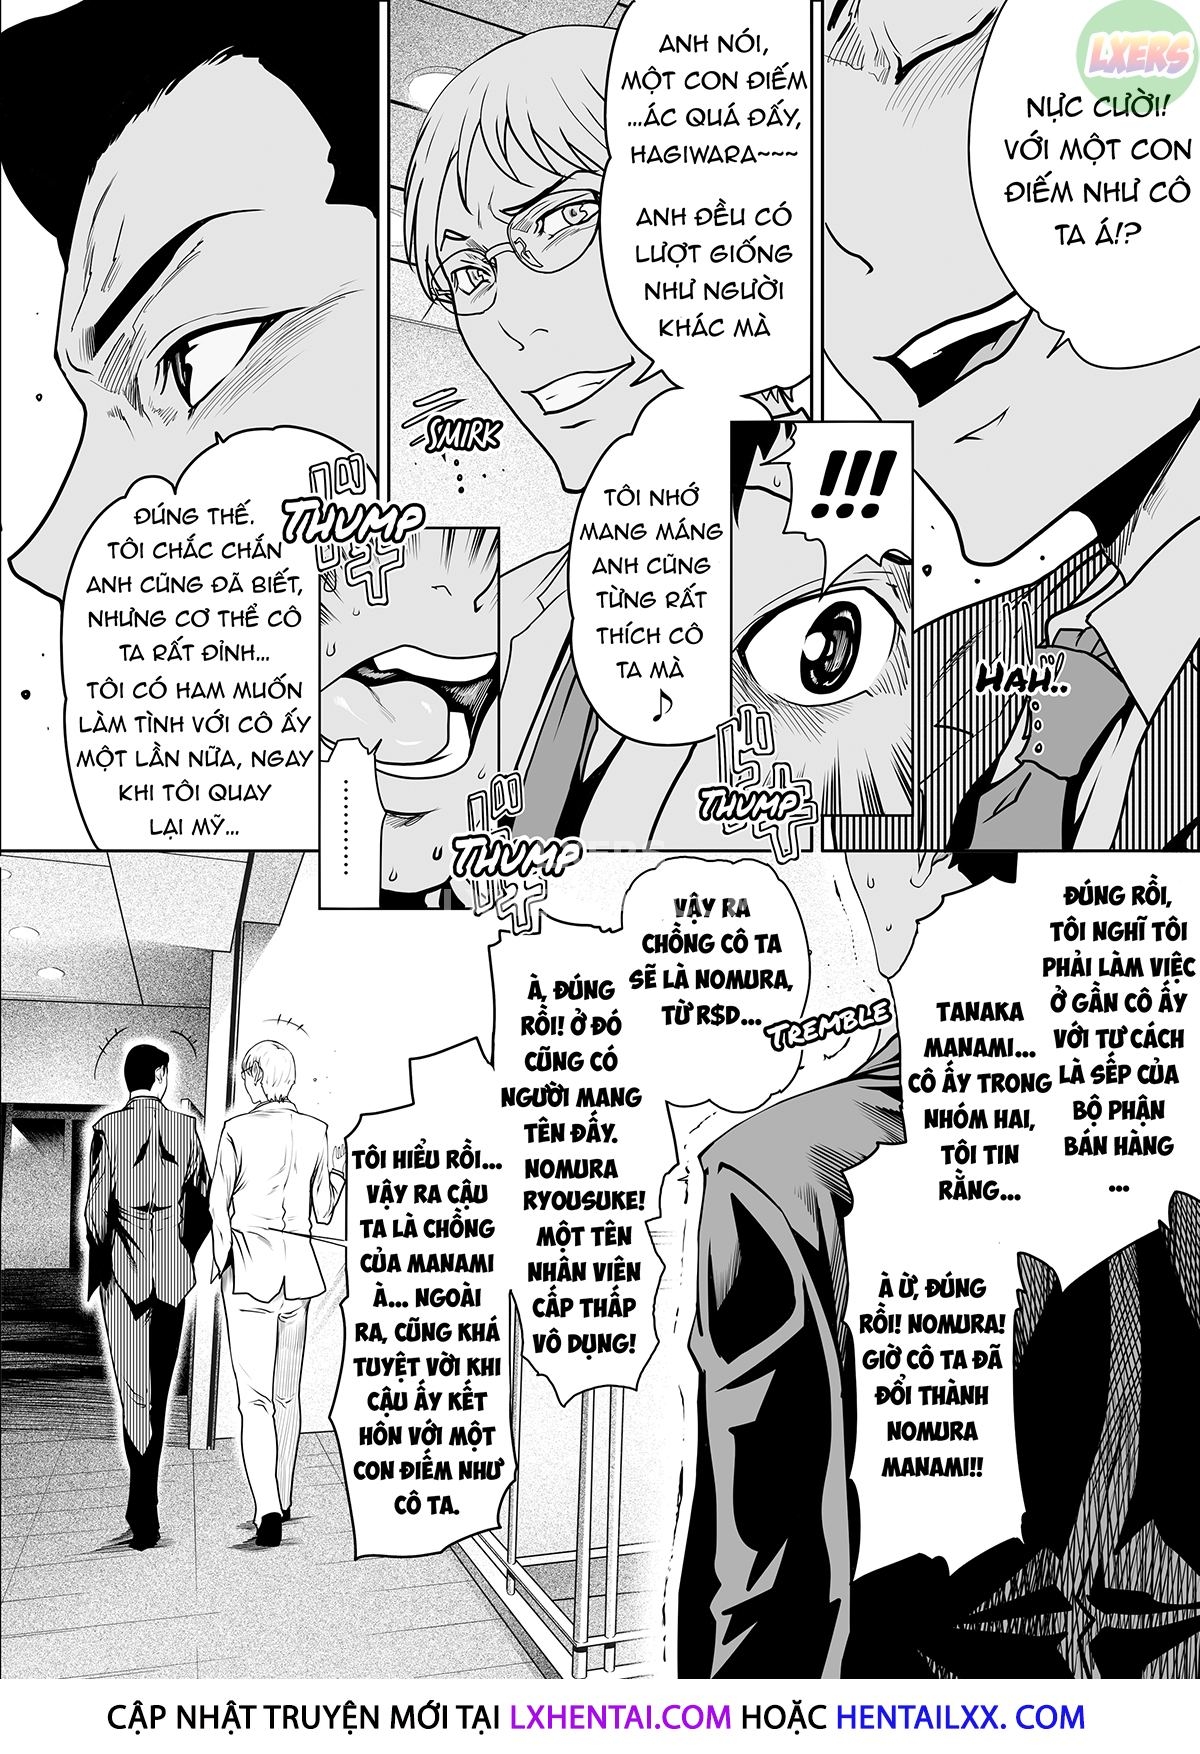 LXERS
NỰC CƯỜI!
VỚI MỘT CON
ĐIẾM NHƯ CÔ
TA Á!?
ANH NÓI,
MỘT CON ĐIẾM
...ÁC QUÁ ĐẤY,
HAGIWARA~~~
ANH ĐỀU CÓ
LƯỢT GIỐNG
NHƯ NGƯỜI
KHÁC MÀ
SMIRK
!!!
HAH..
TÔI NHỚ
MANG MÁNG
ANH CŨNG
TỪNG RẤT
THÍCH CÔ
TA MÀ
♪
THUMP
ĐÚNG THẾ.
TÔI CHẮC CHẮN
ANH CŨNG ĐÃ BIẾT,
NHƯNG CƠ THỂ CÔ
TA RẤT ĐỈNH...
TÔI CÓ HAM MUỐN
LÀM TÌNH VỚI CÔ ẤY
MỘT LẦN NỮA, NGAY
KHI TÔI QUAY
LẠI MỸ...
THUMP
THUMP
ĐÚNG RỒI,
TÔI NGHĨ TÔI
PHẢI LÀM VIỆC
Ở GẦN CÔ ẤY
VỚI TƯ CÁCH
LÀ SẾP CỦA
BỘ PHẬN
BÁN HÀNG
...
TANAKA
MANAMI...
CÔ ẤY TRONG
NHÓM HAI,
TÔI TIN
RẰNG...
À Ừ, ĐÚNG
RỒI! NOMURA!
GIỜ CÔ TA ĐÃ
ĐỔI THÀNH
NOMURA
MANAMI!!
VẬY RA
CHỒNG CÔ TA
SẼ LÀ NOMURA,
TỪ R$D...
TREMBLE
À, ĐÚNG
RỒI! Ở ĐÓ
CŨNG CÓ
NGƯỜI MANG
TÊN ĐẤY.
NOMURA
RYOUSUKE!
MỘT TÊN
NHÂN VIÊN
CẤP THẤP
VÔ DỤNG!
TÔI HIỂU RỒI...
VẬY RA CẬU
TA LÀ CHỒNG
CỦA MANAMI
À... NGOÀI
RA, CŨNG KHÁ
TUYỆT VỜI KHI
CẬU ẤY KẾT
HÔN VỚI MỘT
CON ĐIẾM NHƯ
CÔ TA.
CẬP NHẬT TRUYỆN MỚI TẠI LXHENTAI.COM HOẶC HENTAILXX. COM